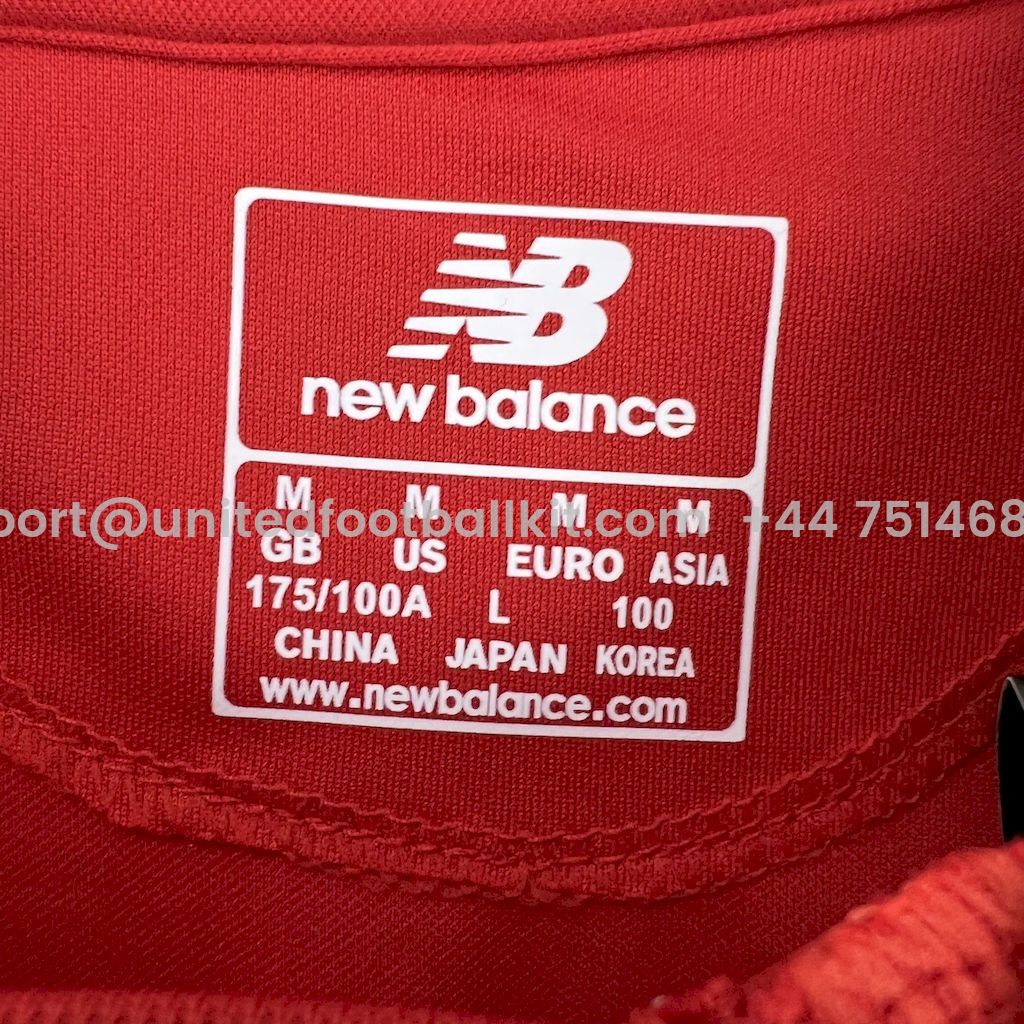 NB
new balance
M M M M
port@unitedfootballkit.com +44 751468
GB US EURO ASIA
175/100A L 100
CHINA JAPAN KOREA
www.newbalance.com